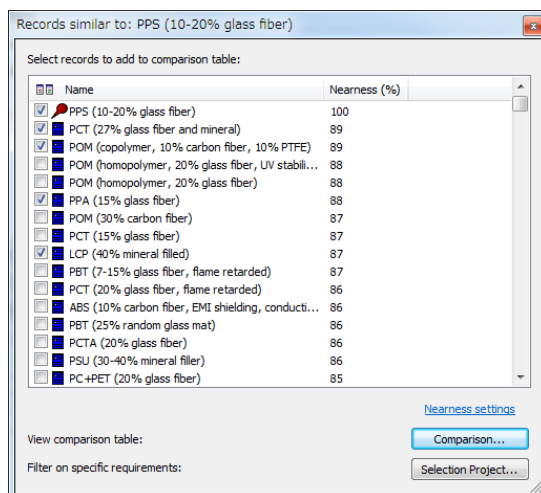 Records similar to: PPS (10-20% glass fiber)
Select records to add to comparison table:
Name Nearness (%)
PPS (10-20% glass fiber) 100
PCT (27% glass fiber and mineral) 89
POM (copolymer, 10% carbon fiber, 10% PTFE) 89
POM (homopolymer, 20% glass fiber, UV stabili... 88
POM (homopolymer, 20% glass fiber) 88
PPA (15% glass fiber) 88
POM (30% carbon fiber) 87
PCT (15% glass fiber) 87
LCP (40% mineral filled) 87
PBT (7-15% glass fiber, flame retarded) 87
PCT (20% glass fiber, flame retarded) 86
ABS (10% carbon fiber, EMI shielding, conducti... 86
PBT (25% random glass mat) 86
PCTA (20% glass fiber) 86
PSU (30-40% mineral filler) 86
PC+PET (20% glass fiber) 85
Nearness settings
View comparison table: Comparison...
Filter on specific requirements: Selection Project...